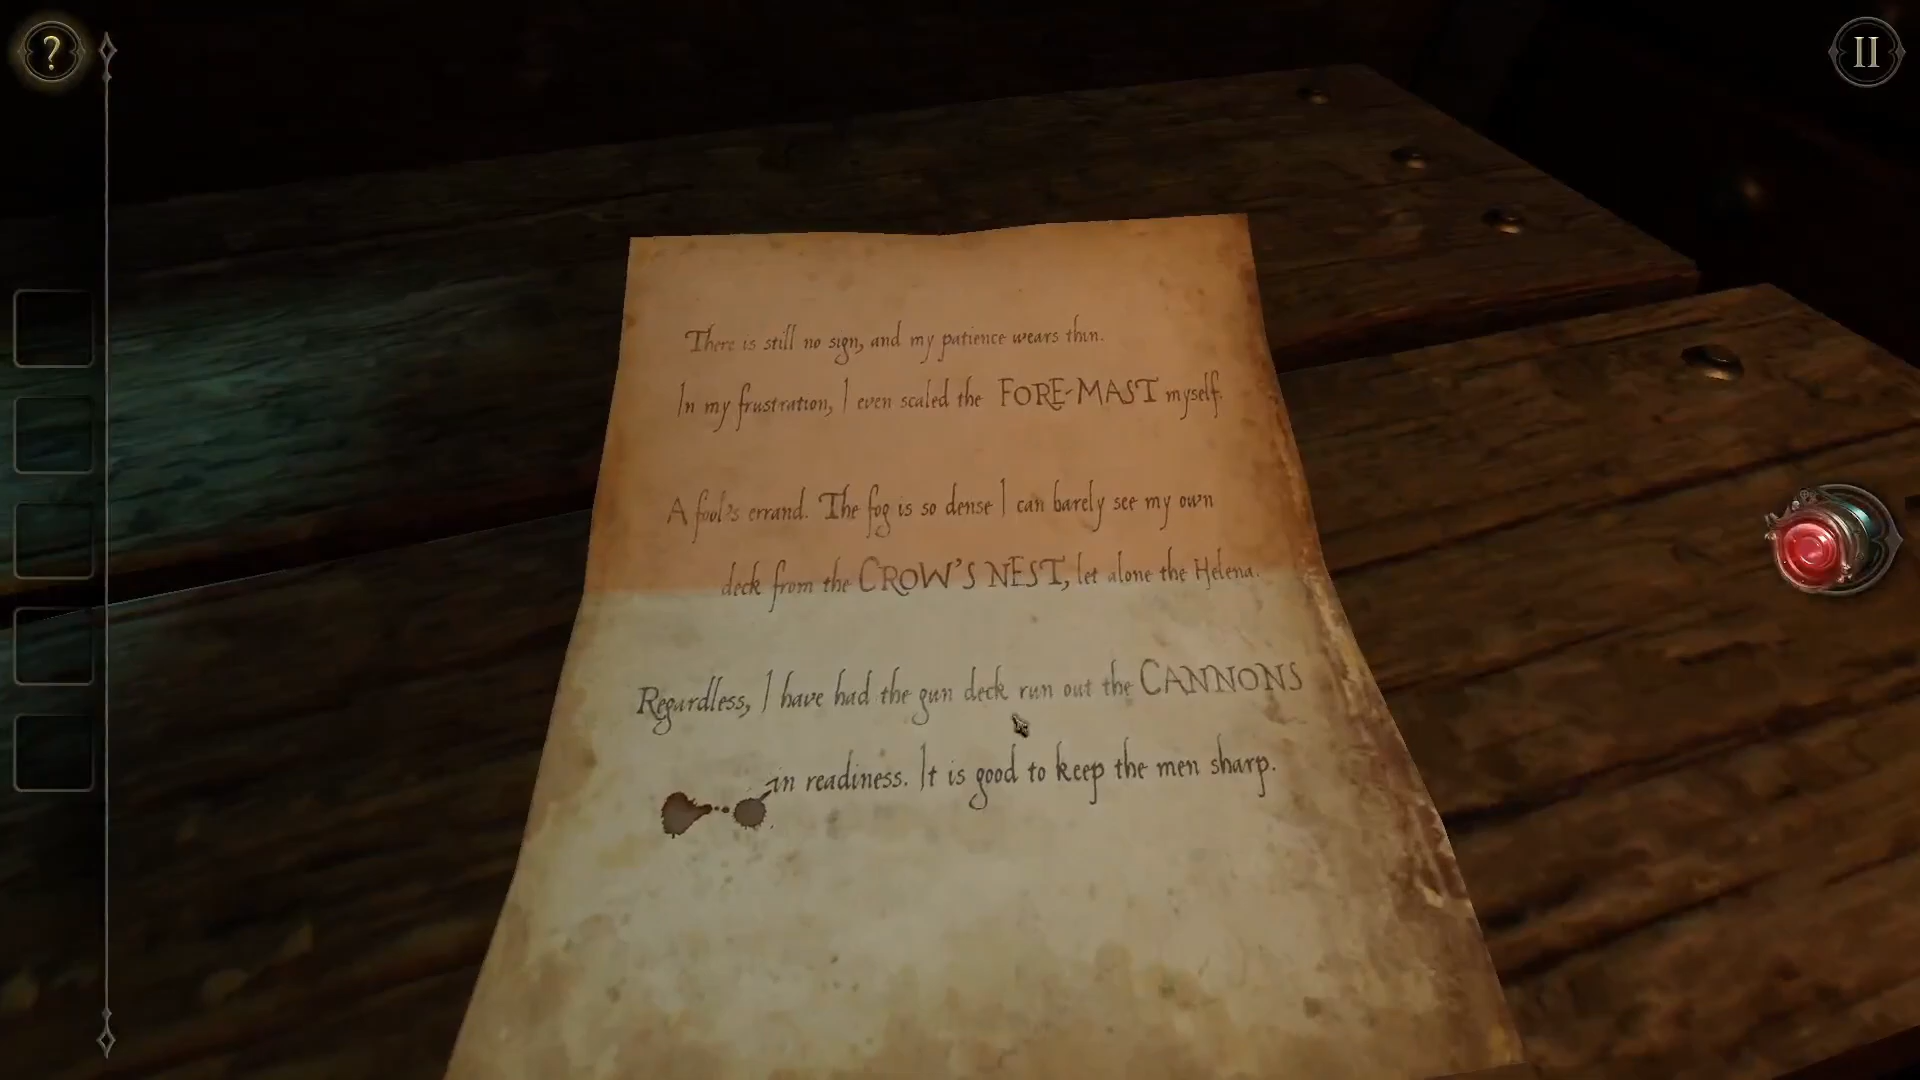 ?
II
There is still no sign, and my patience wears thin.
In my frustration, I even scaled the FORE-MAST myself.
A fool's errand. The fog is so dense I can barely see my own
deck from the CROW'S NEST, let alone the Helena.
Regardless, I have had the gun deck run out the CANNONS
in readiness. It is good to keep the men sharp.